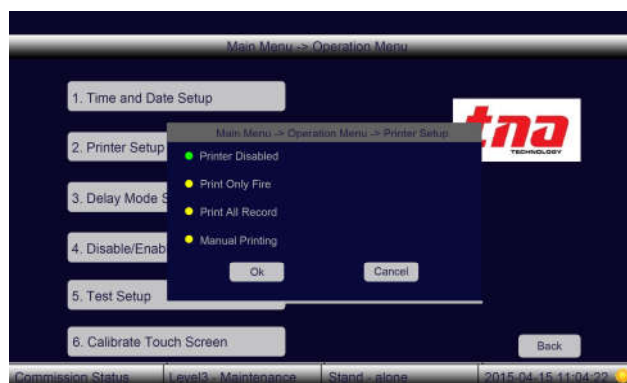 Main Menu -> Operation Menu
1. Time and Date Setup
tna
TECHNOLOGY
2. Printer Setup
Main Menu -> Operation Menu -> Printer Setup
Printer Disabled
Print Only Fire
Print All Record
Manual Printing
Ok Cancel
3. Delay Mode S
4. Disable/Enab
5. Test Setup
6. Calibrate Touch Screen
Back
Commission Status Level3 - Maintenance Stand - alone 2015-04-15 11:04:22